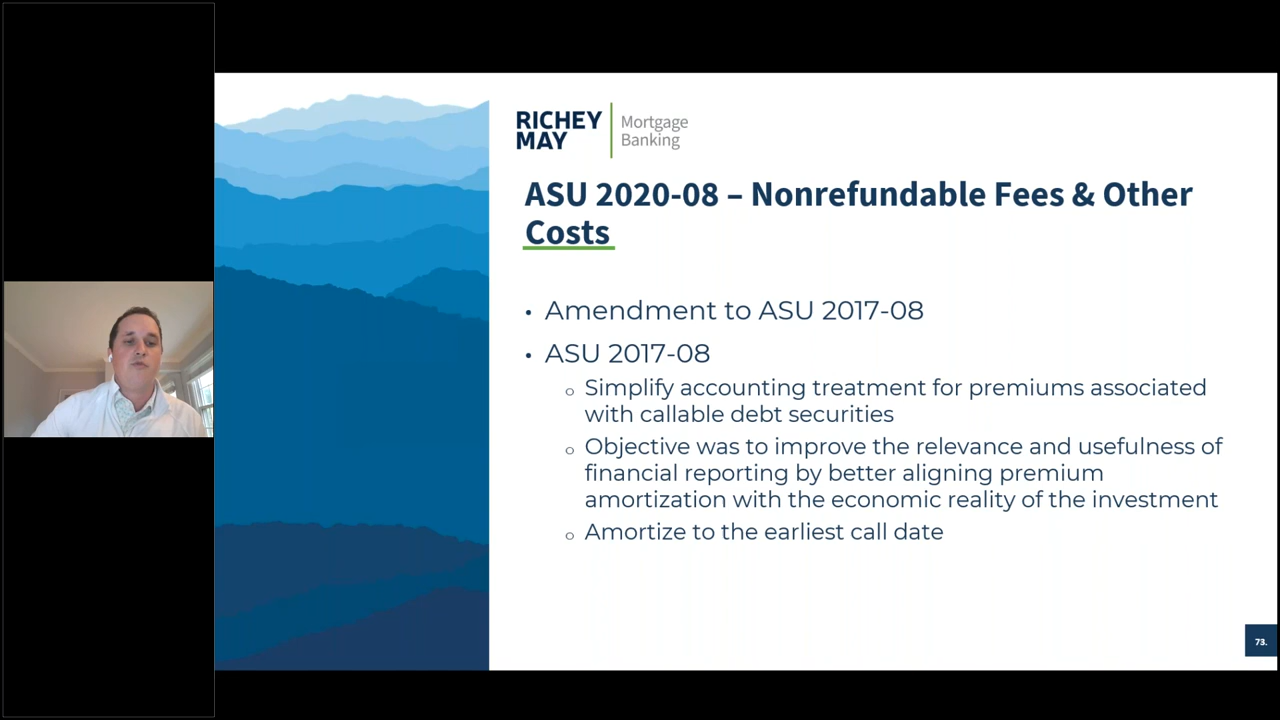 RICHEY
MAY
Mortgage
Banking
ASU 2020-08 – Nonrefundable Fees & Other
Costs
• Amendment to ASU 2017-08
• ASU 2017-08
o Simplify accounting treatment for premiums associated
with callable debt securities
o Objective was to improve the relevance and usefulness of
financial reporting by better aligning premium
amortization with the economic reality of the investment
o Amortize to the earliest call date
73.